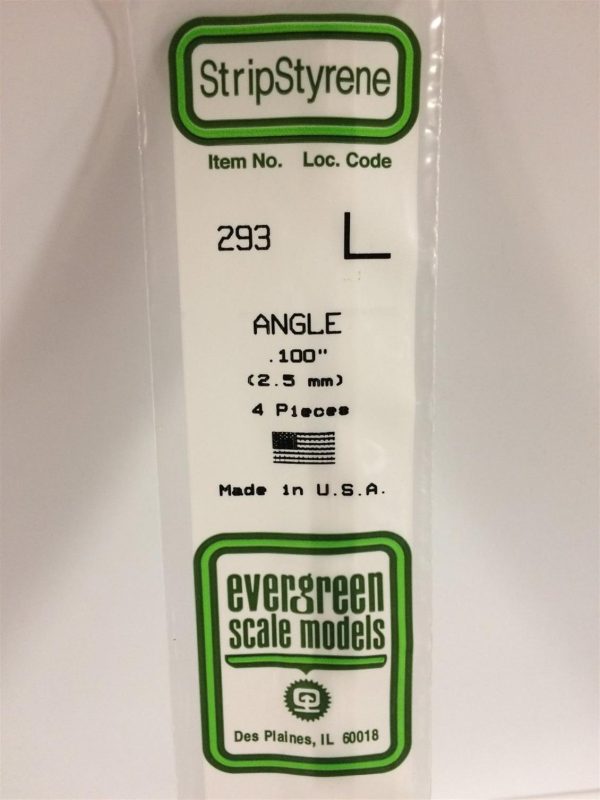 StripStyrene
Item No. Loc. Code
293 L
ANGLE
.100"
(2.5 mm)
4 Pieces
Made in U.S.A.
evergreen
scale models
Des Plaines, IL 60018